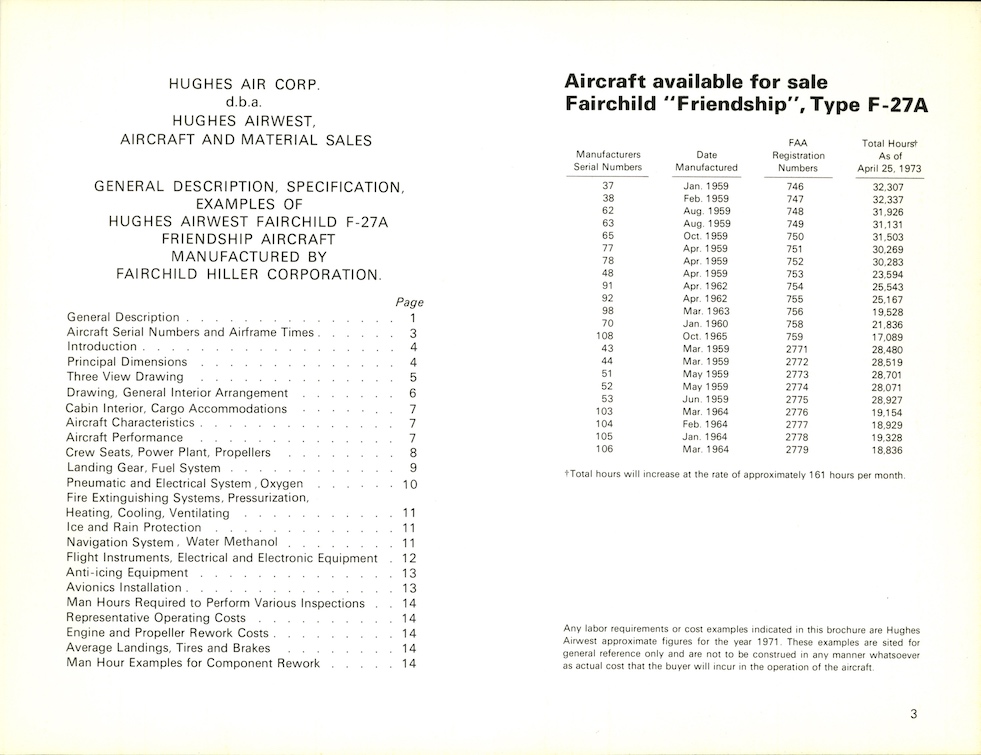 HUGHES AIR CORP.
d.b.a.
HUGHES AIRWEST,
AIRCRAFT AND MATERIAL SALES
GENERAL DESCRIPTION, SPECIFICATION,
EXAMPLES OF
HUGHES AIRWEST FAIRCHILD F-27A
FRIENDSHIP AIRCRAFT
MANUFACTURED BY
FAIRCHILD HILLER CORPORATION.
Page
General Description . . . . . . . . . . . . . . . 1
Aircraft Serial Numbers and Airframe Times . . . . . . 3
Introduction . . . . . . . . . . . . . . . . . . 4
Principal Dimensions . . . . . . . . . . . . . . 4
Three View Drawing . . . . . . . . . . . . . . 5
Drawing, General Interior Arrangement . . . . . . . 6
Cabin Interior, Cargo Accommodations . . . . . . . 7
Aircraft Characteristics . . . . . . . . . . . . . . 7
Aircraft Performance . . . . . . . . . . . . . . 7
Crew Seats, Power Plant, Propellers . . . . . . . . 8
Landing Gear, Fuel System . . . . . . . . . . . . 9
Pneumatic and Electrical System, Oxygen . . . . . . 10
Fire Extinguishing Systems, Pressurization,
Heating, Cooling, Ventilating . . . . . . . . . . . 11
Ice and Rain Protection . . . . . . . . . . . . . 11
Navigation System, Water Methanol . . . . . . . . 11
Flight Instruments, Electrical and Electronic Equipment . 12
Anti-icing Equipment . . . . . . . . . . . . . . 13
Avionics Installation . . . . . . . . . . . . . . . 13
Man Hours Required to Perform Various Inspections . . 14
Representative Operating Costs . . . . . . . . . . 14
Engine and Propeller Rework Costs . . . . . . . . . 14
Average Landings, Tires and Brakes . . . . . . . . 14
Man Hour Examples for Component Rework . . . . . 14
Aircraft available for sale
Fairchild "Friendship", Type F-27A
FAA Total Hours†
Manufacturers Date Registration As of
Serial Numbers Manufactured Numbers April 25, 1973
37 Jan. 1959 746 32,307
38 Feb. 1959 747 32,337
62 Aug. 1959 748 31,926
63 Aug. 1959 749 31,131
65 Oct. 1959 750 31,503
77 Apr. 1959 751 30,269
78 Apr. 1959 752 30,283
48 Apr. 1959 753 23,594
91 Apr. 1962 754 25,543
92 Apr. 1962 755 25,167
98 Mar. 1963 756 19,528
70 Jan. 1960 758 21,836
108 Oct. 1965 759 17,089
43 Mar. 1959 2771 28,480
44 Mar. 1959 2772 28,519
51 May 1959 2773 28,701
52 May 1959 2774 28,071
53 Jun. 1959 2775 28,927
103 Mar. 1964 2776 19,154
104 Feb. 1964 2777 18,929
105 Jan. 1964 2778 19,328
106 Mar. 1964 2779 18,836
†Total hours will increase at the rate of approximately 161 hours per month.
Any labor requirements or cost examples indicated in this brochure are Hughes
Airwest approximate figures for the year 1971. These examples are sited for
general reference only and are not to be construed in any manner whatsoever
as actual cost that the buyer will incur in the operation of the aircraft.
3